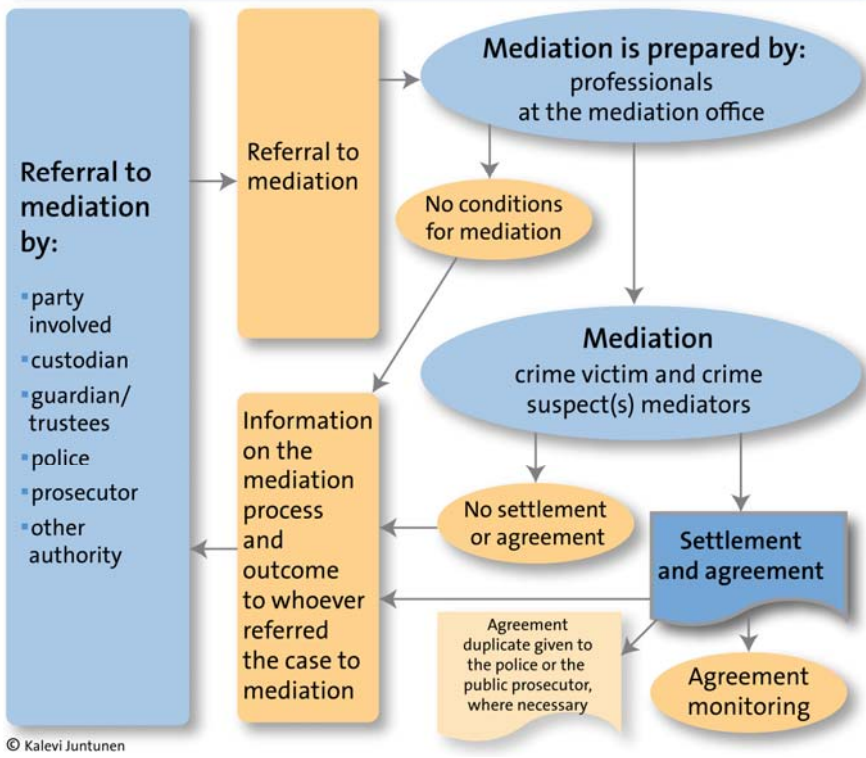 Referral to
mediation
by:
▪party
involved
▪custodian
▪guardian/
trustees
▪police
▪prosecutor
▪other
authority
Referral to
mediation
Mediation is prepared by:
professionals
at the mediation office
No conditions
for mediation
Mediation
crime victim and crime
suspect(s) mediators
No settlement
or agreement
Settlement
and agreement
Information
on the
mediation
process
and
outcome
to whoever
referred
the case to
mediation
Agreement
duplicate given to
the police or the
public prosecutor,
where necessary
Agreement
monitoring
© Kalevi Juntunen